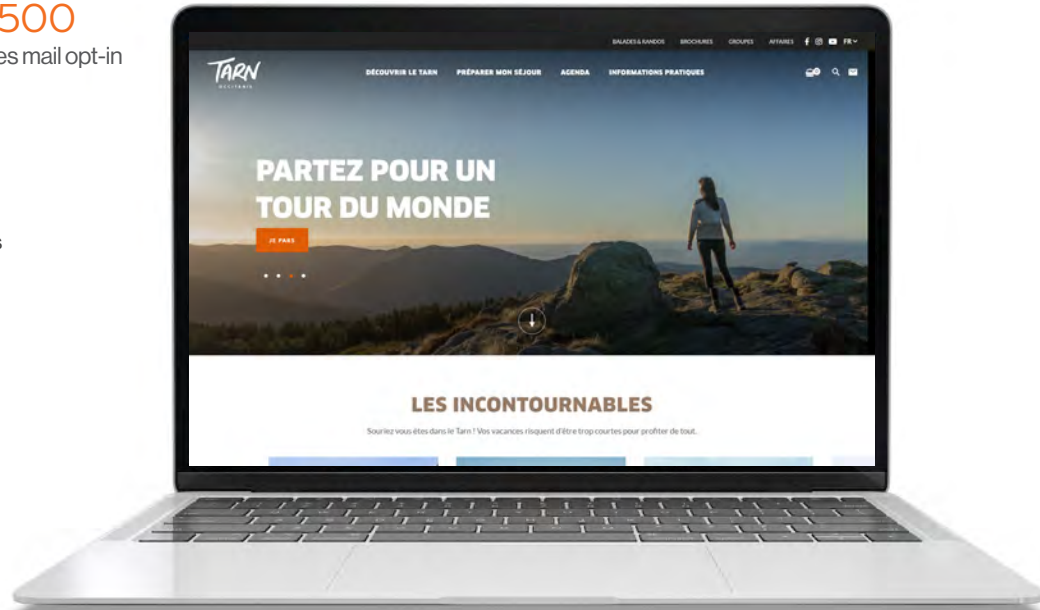 500
es mail opt-in
s
BALADES & RANDOS BROCHURES GROUPES AFFAIRES FR
TARN
OCCITANIE
DÉCOUVRIR LE TARN PRÉPARER MON SÉJOUR AGENDA INFORMATIONS PRATIQUES
0
PARTEZ POUR UN
TOUR DU MONDE
JE PARS
LES INCONTOURNABLES
Souriez vous êtes dans le Tarn ! Vos vacances risquent d'être trop courtes pour profiter de tout.